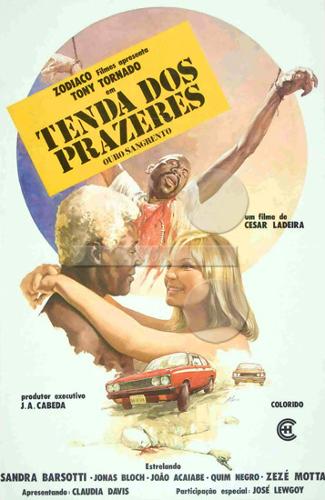 ZODIACO Filmes apresenta
TONY TORNADO
em
TENDA DOS
PRAZERES
OURO SANGRENTO
um filme de
CESAR LADEIRA
produtor executivo
J.A. CABEDA
COLORIDO
Estrelando
SANDRA BARSOTTI - JONAS BLOCH - JOÃO ACAIABE - QUIM NEGRO - ZEZÉ MOTTA
Apresentando: CLAUDIA DAVIS Participação especial: JOSÉ LEWGOY